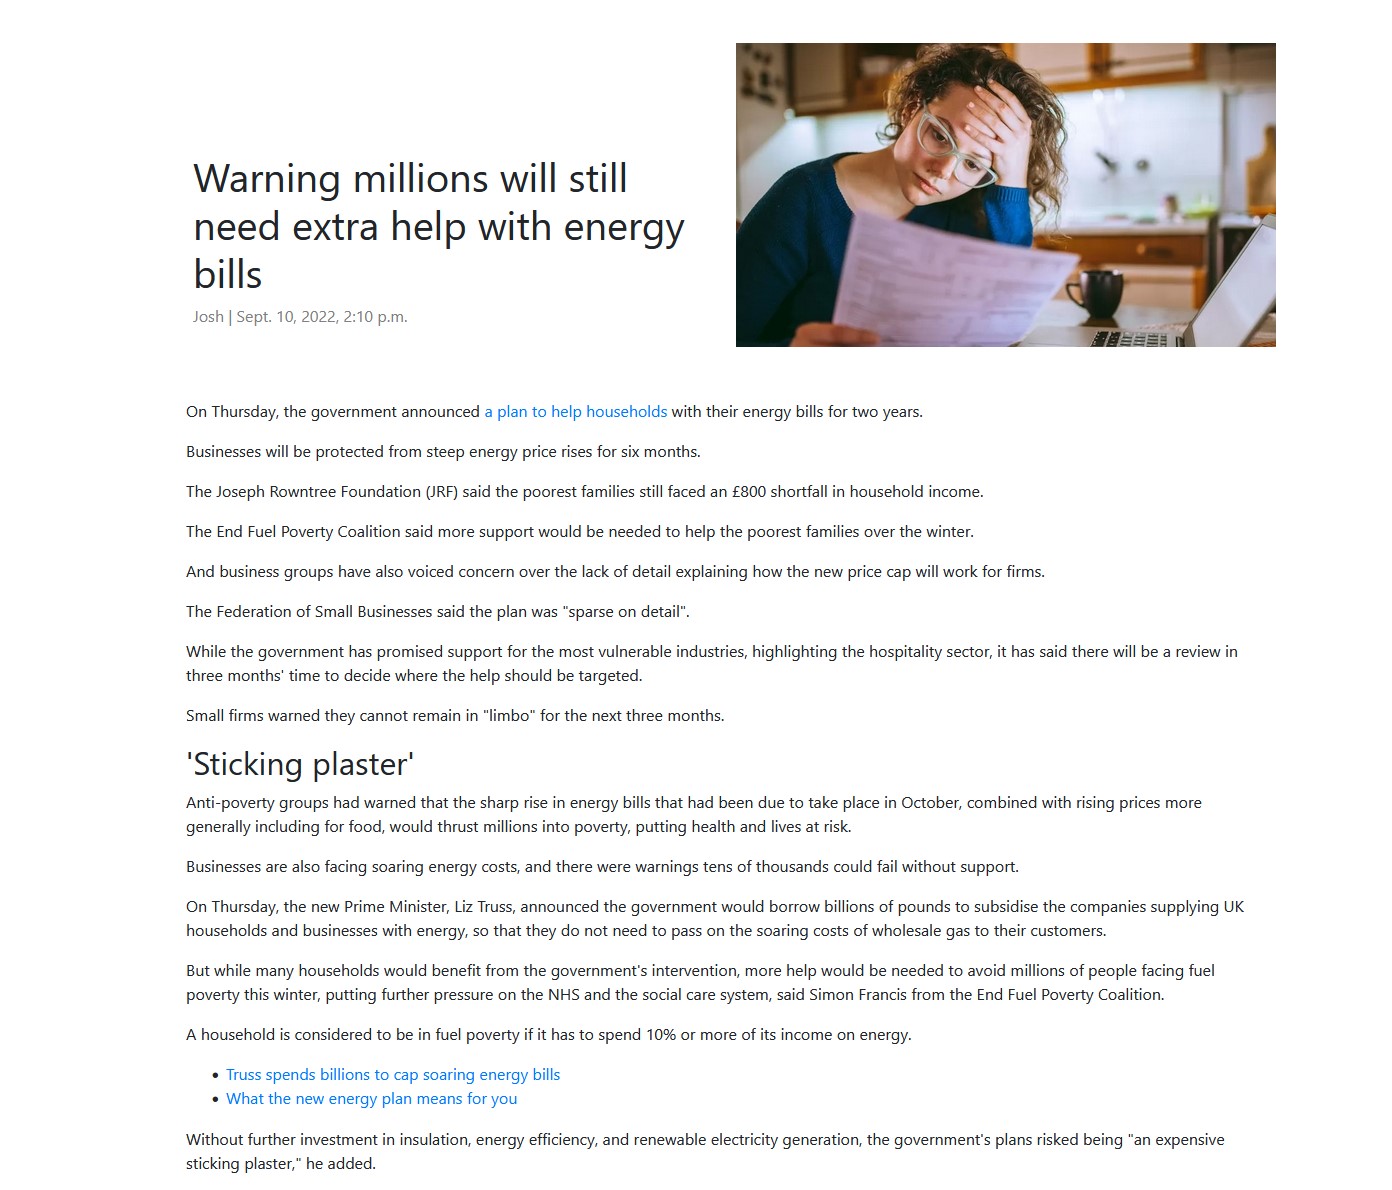 Warning millions will still
need extra help with energy
bills
Josh | Sept. 10, 2022, 2:10 p.m.
On Thursday, the government announced a plan to help households with their energy bills for two years.
Businesses will be protected from steep energy price rises for six months.
The Joseph Rowntree Foundation (JRF) said the poorest families still faced an £800 shortfall in household income.
The End Fuel Poverty Coalition said more support would be needed to help the poorest families over the winter.
And business groups have also voiced concern over the lack of detail explaining how the new price cap will work for firms.
The Federation of Small Businesses said the plan was "sparse on detail".
While the government has promised support for the most vulnerable industries, highlighting the hospitality sector, it has said there will be a review in
three months' time to decide where the help should be targeted.
Small firms warned they cannot remain in "limbo" for the next three months.
'Sticking plaster'
Anti-poverty groups had warned that the sharp rise in energy bills that had been due to take place in October, combined with rising prices more
generally including for food, would thrust millions into poverty, putting health and lives at risk.
Businesses are also facing soaring energy costs, and there were warnings tens of thousands could fail without support.
On Thursday, the new Prime Minister, Liz Truss, announced the government would borrow billions of pounds to subsidise the companies supplying UK
households and businesses with energy, so that they do not need to pass on the soaring costs of wholesale gas to their customers.
But while many households would benefit from the government's intervention, more help would be needed to avoid millions of people facing fuel
poverty this winter, putting further pressure on the NHS and the social care system, said Simon Francis from the End Fuel Poverty Coalition.
A household is considered to be in fuel poverty if it has to spend 10% or more of its income on energy.
• Truss spends billions to cap soaring energy bills
• What the new energy plan means for you
Without further investment in insulation, energy efficiency, and renewable electricity generation, the government's plans risked being "an expensive
sticking plaster," he added.